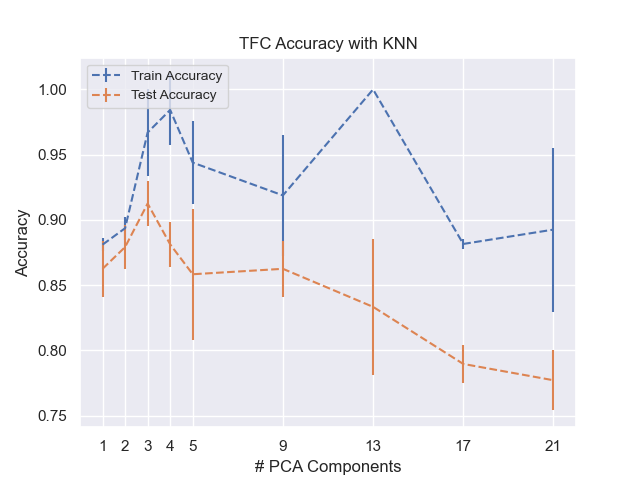 TFC Accuracy with KNN
Train Accuracy
Test Accuracy
1.00
0.95
0.90
0.85
0.80
0.75
Accuracy
1 2 3 4 5 9 13 17 21
# PCA Components